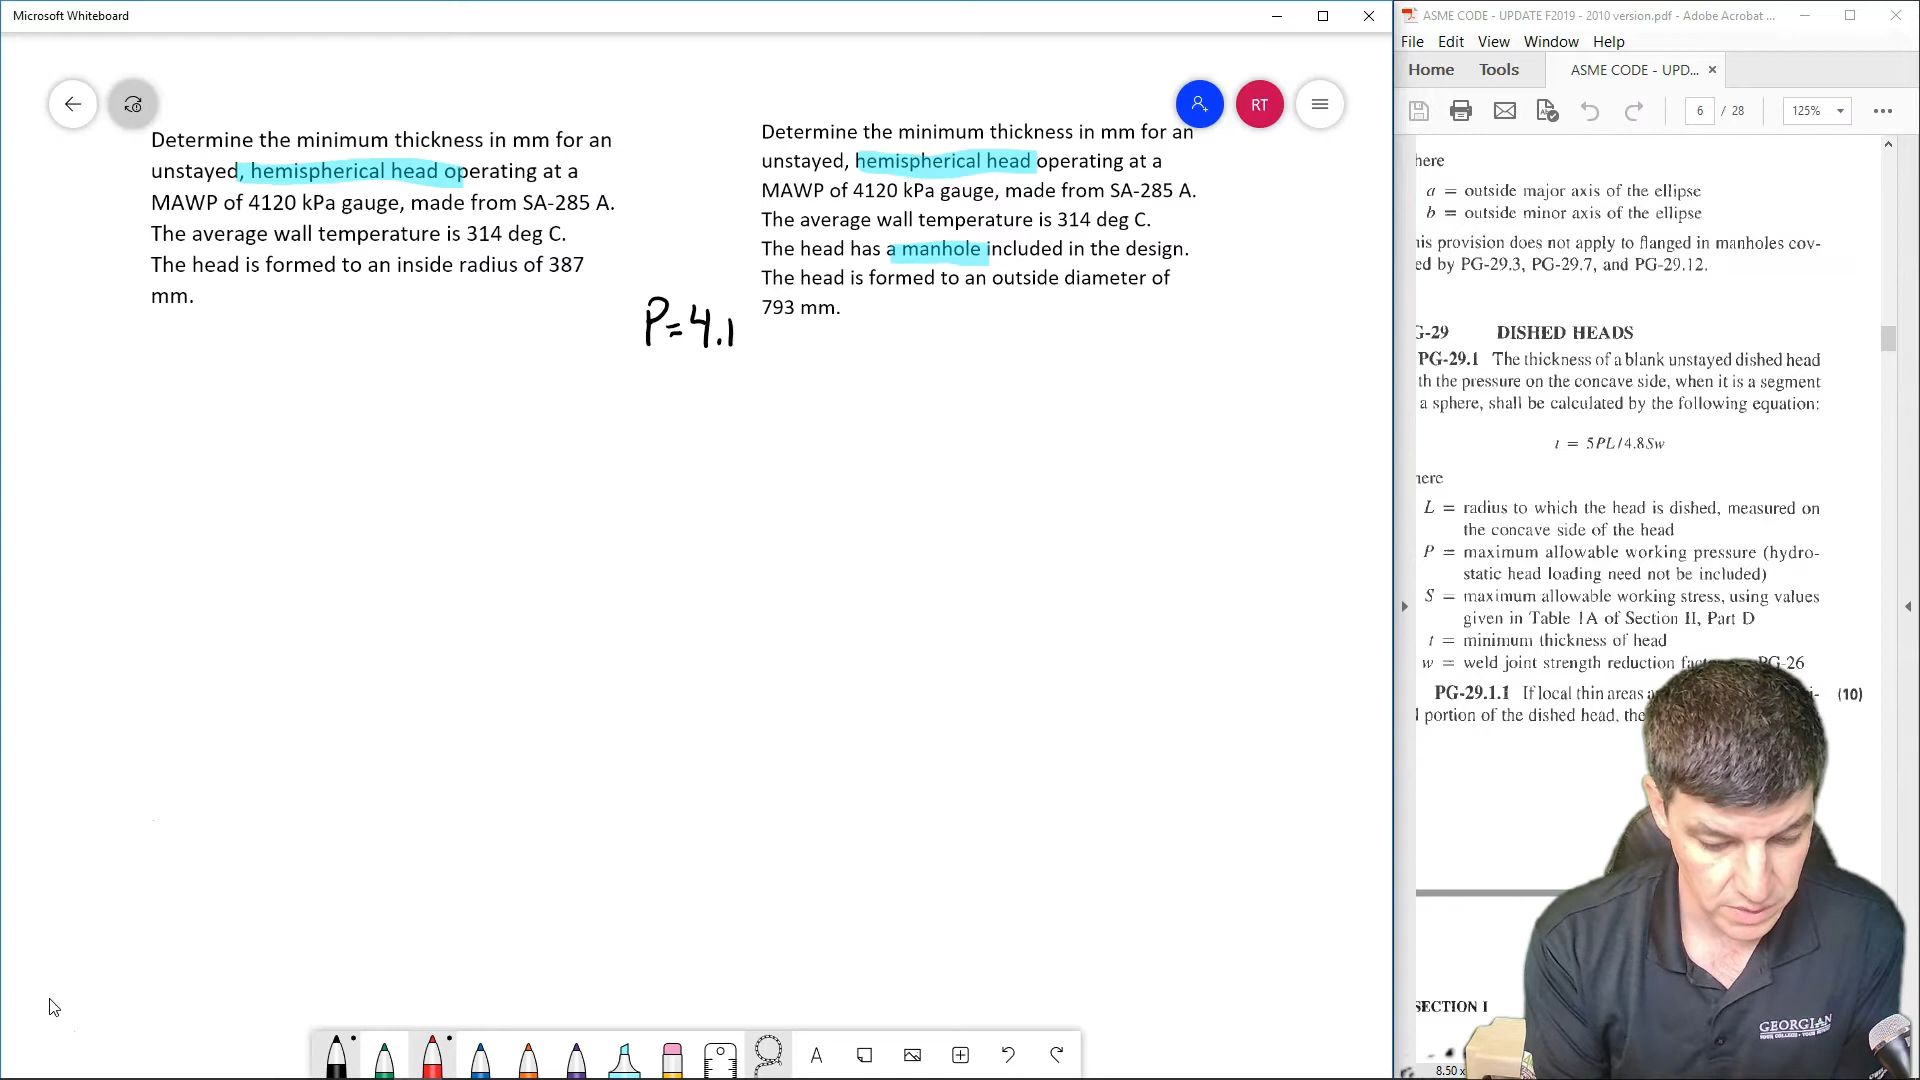 Microsoft Whiteboard
ASME CODE - UPDATE F2019 - 2010 version.pdf - Adobe Acrobat ...
File Edit View Window Help
Home Tools ASME CODE - UPD... ×
6 / 28 125%
RT
Determine the minimum thickness in mm for an
unstayed, hemispherical head operating at a
MAWP of 4120 kPa gauge, made from SA-285 A.
The average wall temperature is 314 deg C.
The head is formed to an inside radius of 387
mm.
Determine the minimum thickness in mm for an
unstayed, hemispherical head operating at a
MAWP of 4120 kPa gauge, made from SA-285 A.
The average wall temperature is 314 deg C.
The head has a manhole included in the design.
The head is formed to an outside diameter of
793 mm.
P=4.1
here
a = outside major axis of the ellipse
b = outside minor axis of the ellipse
his provision does not apply to flanged in manholes cov-
ed by PG-29.3, PG-29.7, and PG-29.12.
G-29 DISHED HEADS
PG-29.1 The thickness of a blank unstayed dished head
th the pressure on the concave side, when it is a segment
a sphere, shall be calculated by the following equation:
t = 5PL/4.8Sw
here
L = radius to which the head is dished, measured on
the concave side of the head
P = maximum allowable working pressure (hydro-
static head loading need not be included)
S = maximum allowable working stress, using values
given in Table 1A of Section II, Part D
t = minimum thickness of head
w = weld joint strength reduction PG-26
PG-29.1.1 If local thin areas (10)
portion of the dished head, the
SECTION I
GEORGIAN
8.50 x
A